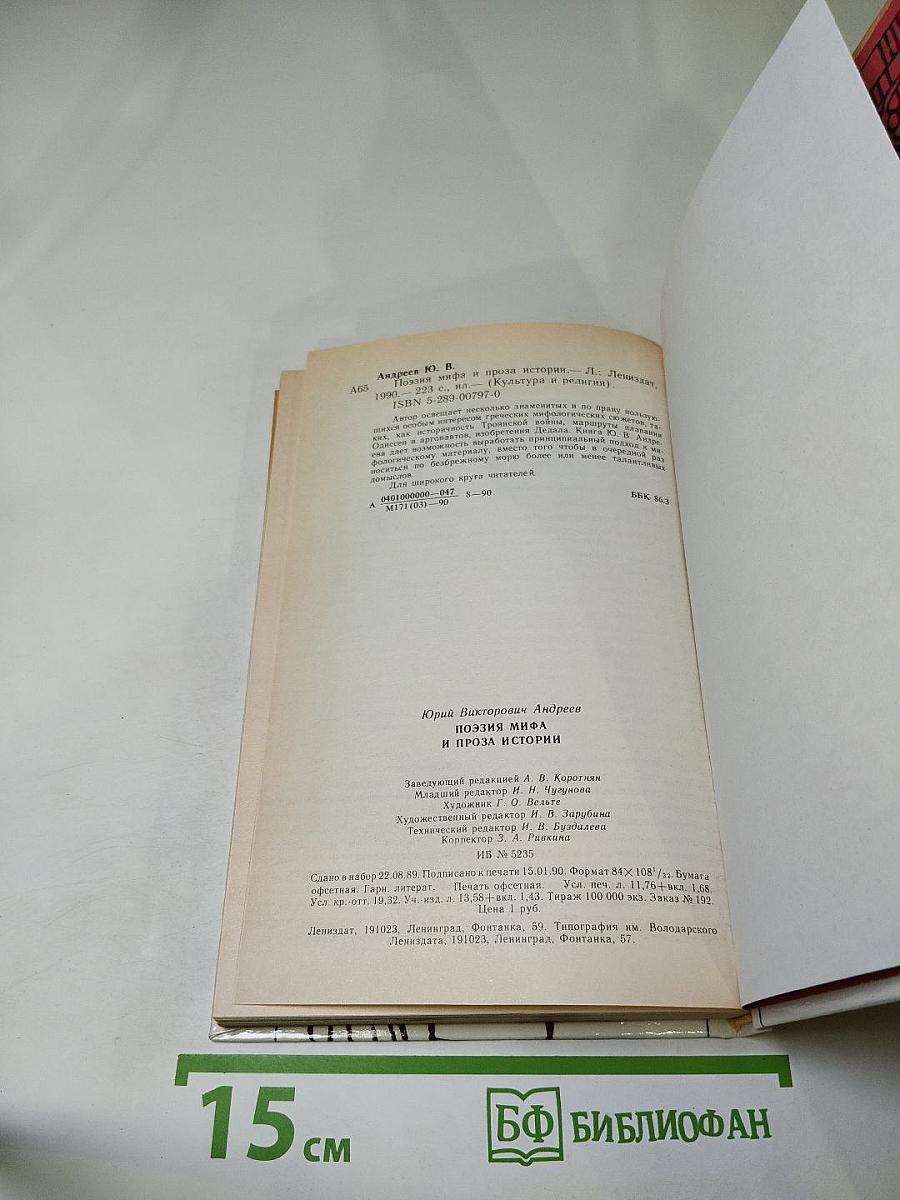 Андреев Ю. В.
А65 Поэзия мифа и проза истории.— Л.: Лениздат,
1990.— 223 с., ил.— (Культура и религия).
ISBN 5-289-00797-0
Автор освещает несколько знаменитых и по праву пользую-
щихся особым интересом греческих мифологических сюжетов, та-
ких, как историчность Троянской войны, маршруты плавания
Одиссея и аргонавтов, изобретения Дедала. Книга Ю. В. Андре-
ева дает возможность выработать принципиальный подход к ми-
фологическому материалу, вместо того чтобы в очередной раз
носиться по безбрежному морю более или менее талантливых
домыслов.
Для широкого круга читателей.
А 0401000000—047 8—90 ББК 86.3
М171(03)—90
Юрий Викторович Андреев
ПОЭЗИЯ МИФА
И ПРОЗА ИСТОРИИ
Заведующий редакцией А. В. Коротнян
Младший редактор И. Н. Чугунова
Художник Г. О. Вельте
Художественный редактор И. В. Зарубина
Технический редактор И. В. Буздалева
Корректор З. А. Ривкина
ИБ № 5235
Сдано в набор 22.08.89. Подписано к печати 15.01.90. Формат 84×108¹/₃₂. Бумага
офсетная. Гарн. литерат. Печать офсетная. Усл. печ. л. 11,76+вкл. 1,68.
Усл. кр.-отт. 19,32. Уч.-изд. л. 13,58+вкл. 1,43. Тираж 100 000 экз. Заказ № 192.
Цена 1 руб.
Лениздат, 191023, Ленинград, Фонтанка, 59. Типография им. Володарского
Лениздата, 191023, Ленинград, Фонтанка, 57.
15 см
БФ БИБЛИОФАН